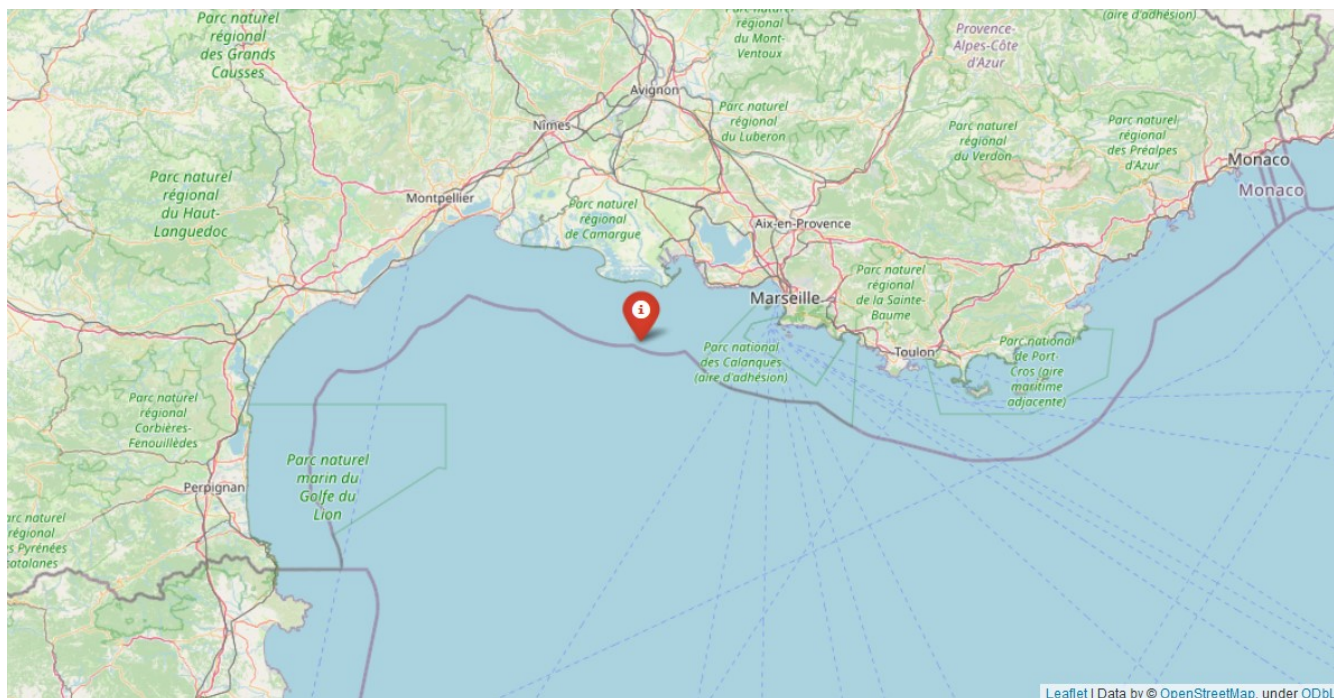 Parc naturel
régional
des Grands
Causses
Parc naturel
régional
du Mont-
Ventoux
(aire d'adhésion)
Provence-
Alpes-Côte
d'Azur
Avignon
Nîmes
Parc naturel
régional
du Luberon
Parc naturel
régional
du Verdon
Parc naturel
régional
des Préalpes
d'Azur
Monaco
Monaco
Parc naturel
régional
du Haut-
Languedoc
Montpellier
Parc naturel
régional
de Camargue
Aix-en-Provence
Marseille
Parc naturel
régional
de la Sainte-
Baume
i
Parc national
des Calanques
(aire d'adhésion)
Toulon
Parc national
de Port-
Cros (aire
maritime
adjacente)
Parc naturel
régional
Corbières-
Fenouillèdes
Parc naturel
marin du
Golfe du
Lion
Perpignan
arc naturel
régional
s Pyrénées
atalanes
Leaflet | Data by © OpenStreetMap, under ODbL